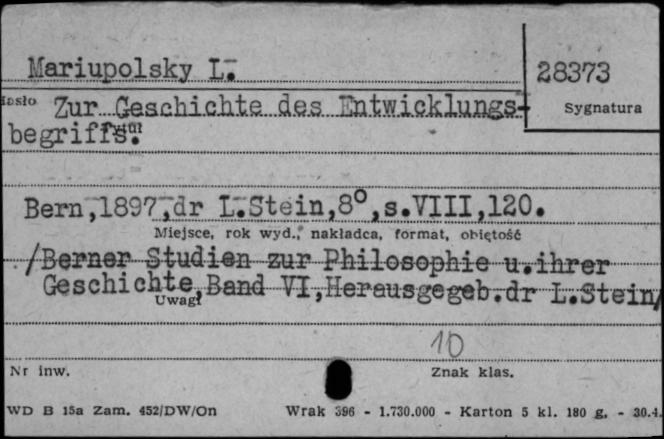 Mariupolsky L.
28373
Hasło Zur Geschichte des Entwicklungs-
Sygnatura
begriffs.
Bern, 1897, dr L.Stein, 8°, s.VIII, 120.
Miejsce, rok wyd., nakładca, format, objętość
/Berner Studien zur Philosophie u.ihrer
Geschichte, Band VI, Herausgegeb.dr L.Stein/
Uwagi
10
Nr inw.
Znak klas.
WD B 15a Zam. 452/DW/On Wrak 396 - 1.730.000 - Karton 5 kl. 180 g. - 30.4.